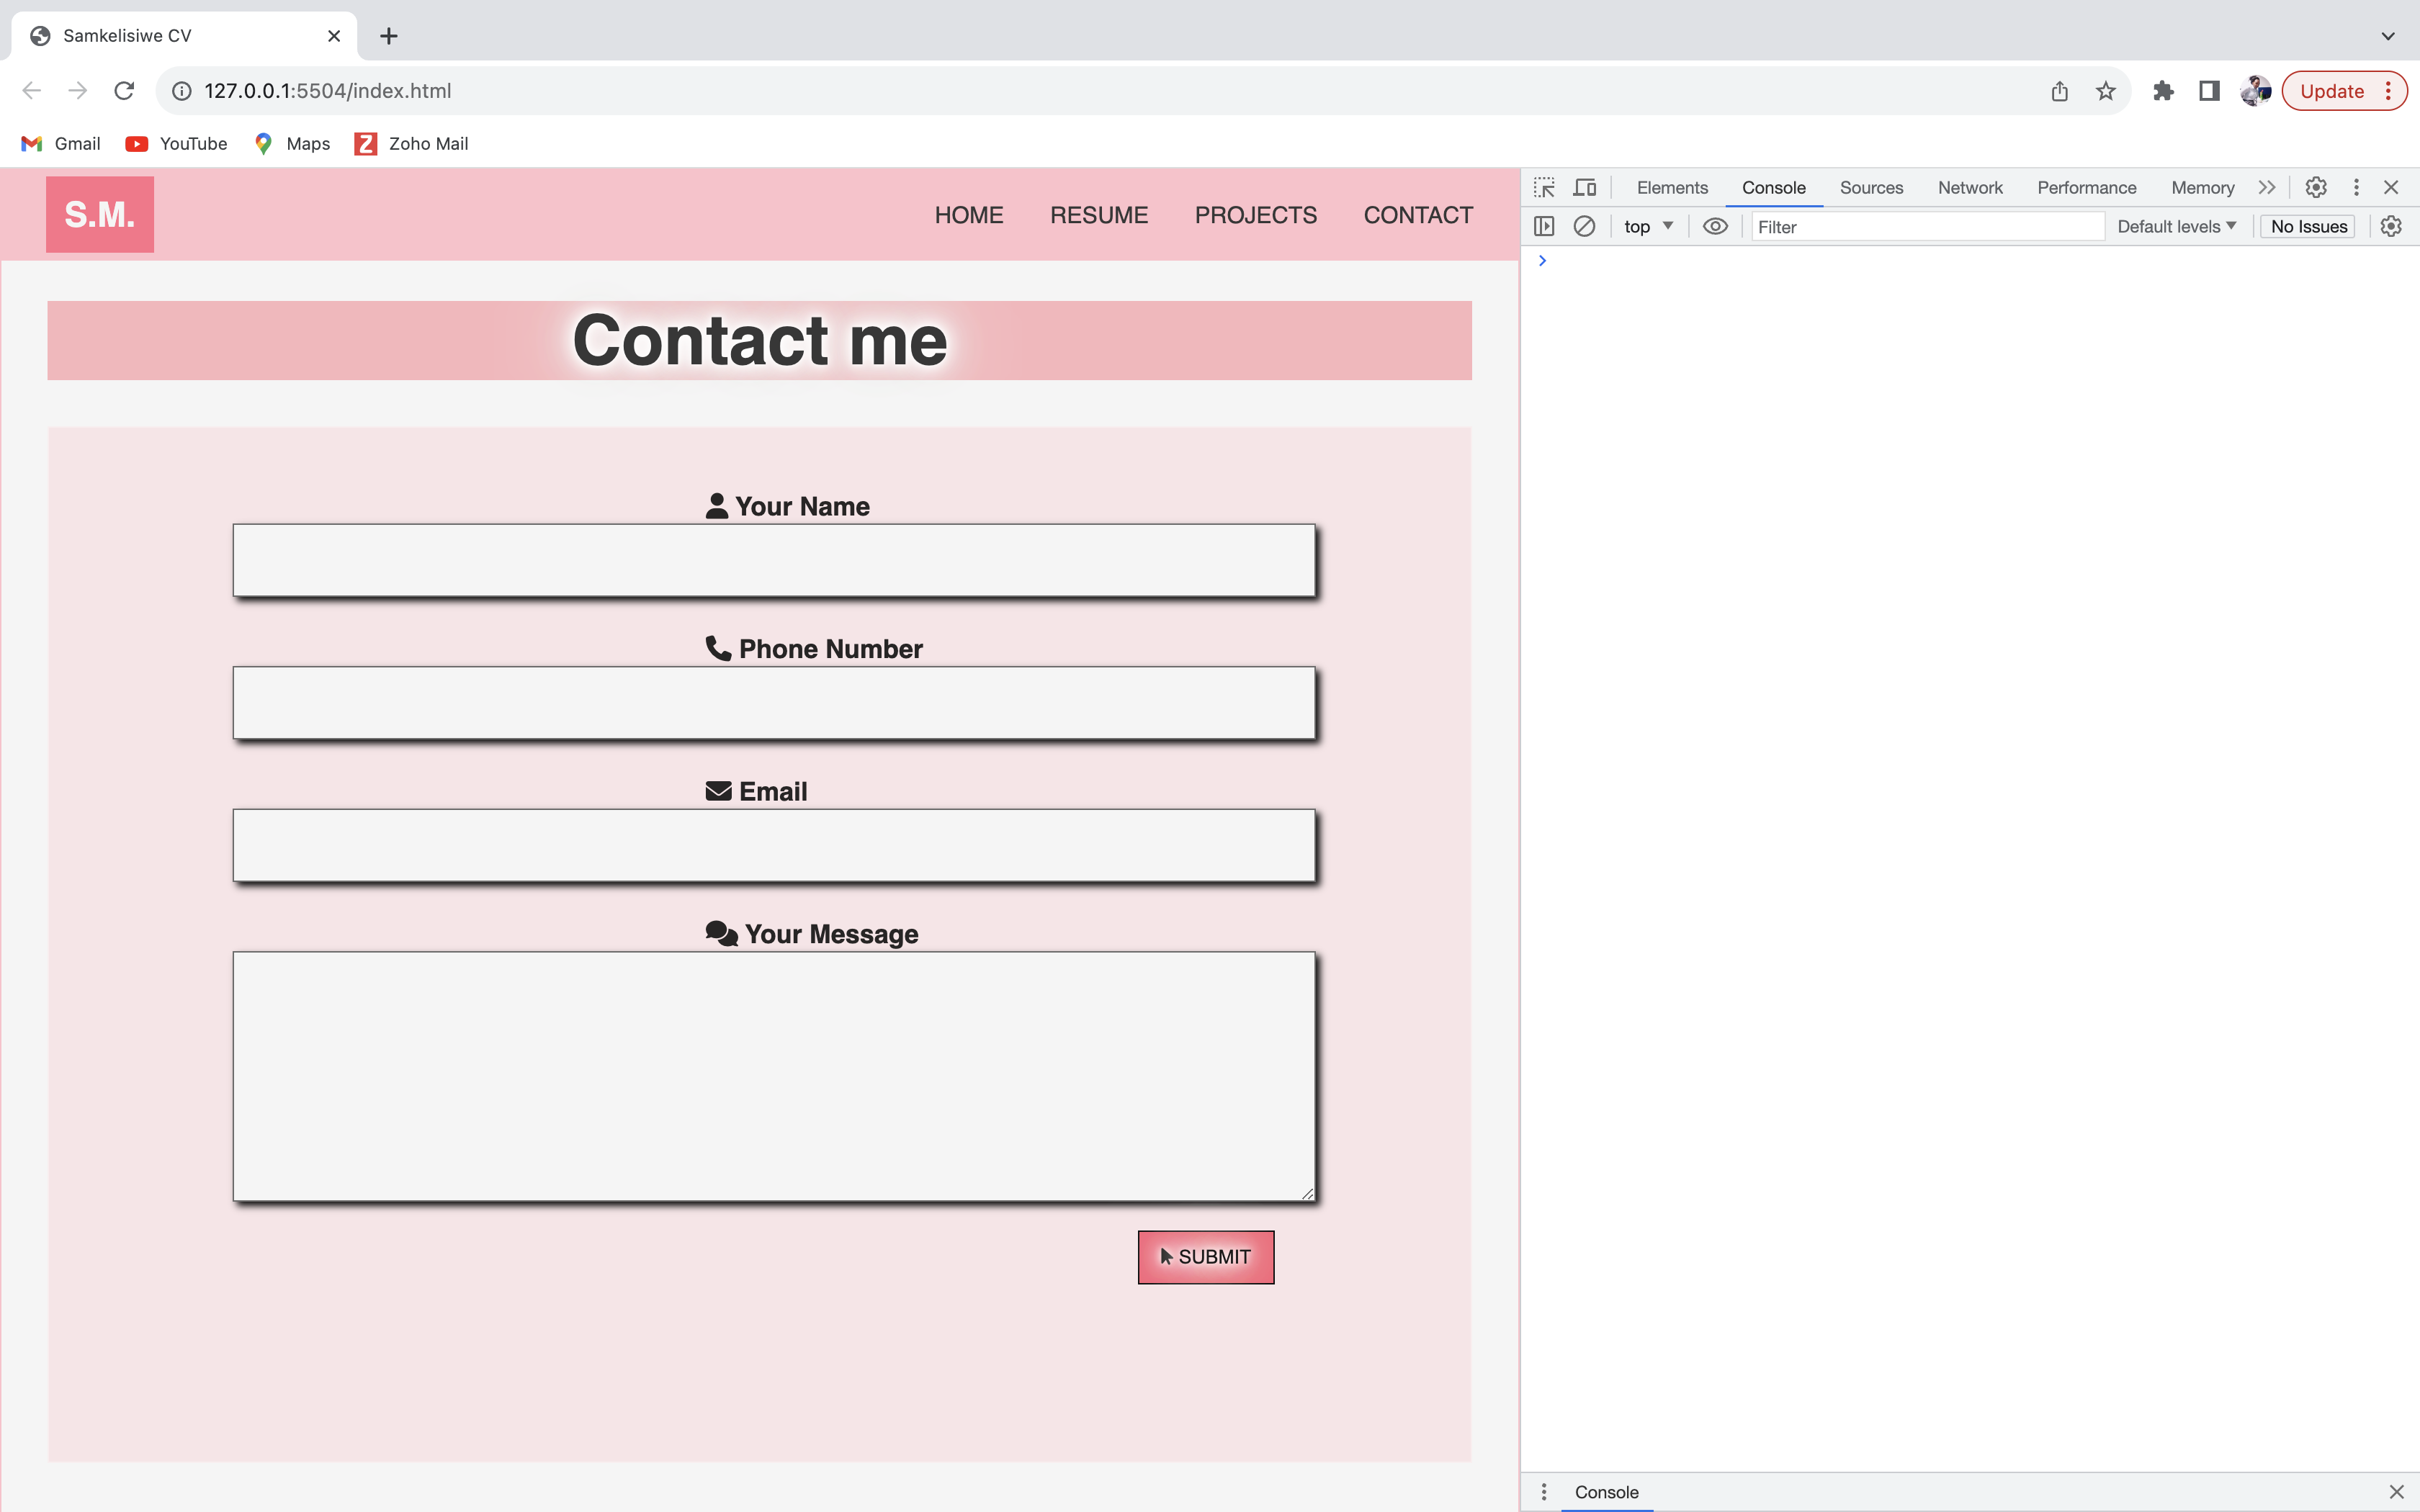 Samkelisiwe CV
127.0.0.1:5504/index.html
Update
Gmail YouTube Maps Zoho Mail
S.M. HOME RESUME PROJECTS CONTACT
Elements Console Sources Network Performance Memory
top Filter Default levels No Issues
Contact me
Your Name
Phone Number
Email
Your Message
SUBMIT
Console